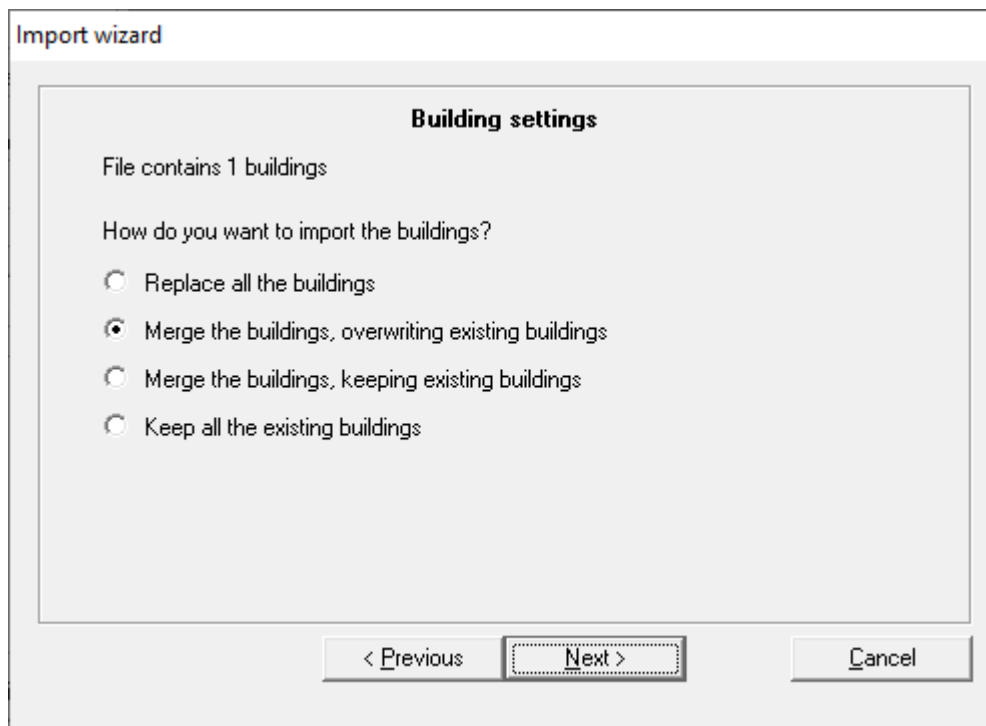 Import wizard
Building settings
File contains 1 buildings
How do you want to import the buildings?
Replace all the buildings
Merge the buildings, overwriting existing buildings
Merge the buildings, keeping existing buildings
Keep all the existing buildings
< Previous Next > Cancel